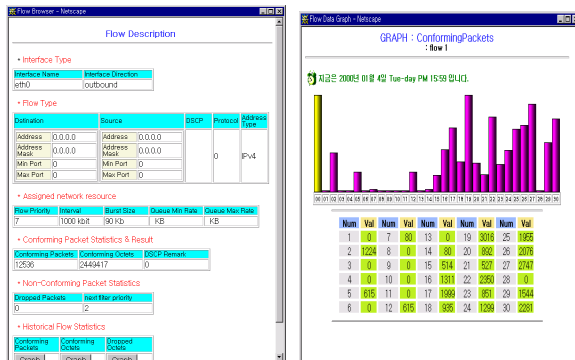 Flow Browser - Netscape
Flow Description
• Interface Type
Interface Name Interface Direction
eth0 outbound
• Flow Type
Detination Source DSCP Protocol Address Type
Address 0.0.0.0 Address 0.0.0.0
Address Mask 0.0.0.0 Address Mask 0.0.0.0 0 IPv4
Min Port 0 Min Port 0
Max Port 0 Max Port 0
• Assigned network resource
Flow Priority Interval Burst Size Queue Min Rate Queue Max Rate
7 1000 kbit 90 Kb KB KB
• Conforming Packet Statistics & Result
Conforming Packets Conforming Octets DSCP Remark
12536 2449417 0
• Non-Conforming Packet Statistics
Dropped Packets next filter priority
0 2
• Historical Flow Statistics
Conforming Packets Conforming Octets Dropped Octets
Graph Graph Graph
Flow Data Graph - Netscape
GRAPH : ConformingPackets
: flow 1
지금은 2000년 01월 4일 Tue-day PM 15:59 입니다.
00 01 02 03 04 05 06 07 08 09 10 11 12 13 14 15 16 17 18 19 20 21 22 23 24 25 26 27 28 29 30
Num Val Num Val Num Val Num Val Num Val
1 0 7 80 13 0 19 3016 25 1955
2 1224 8 0 14 80 20 892 26 2076
3 0 9 0 15 514 21 527 27 2747
4 0 10 0 16 1311 22 2350 28 0
5 615 11 0 17 1999 23 851 29 1544
6 0 12 615 18 935 24 1299 30 2281